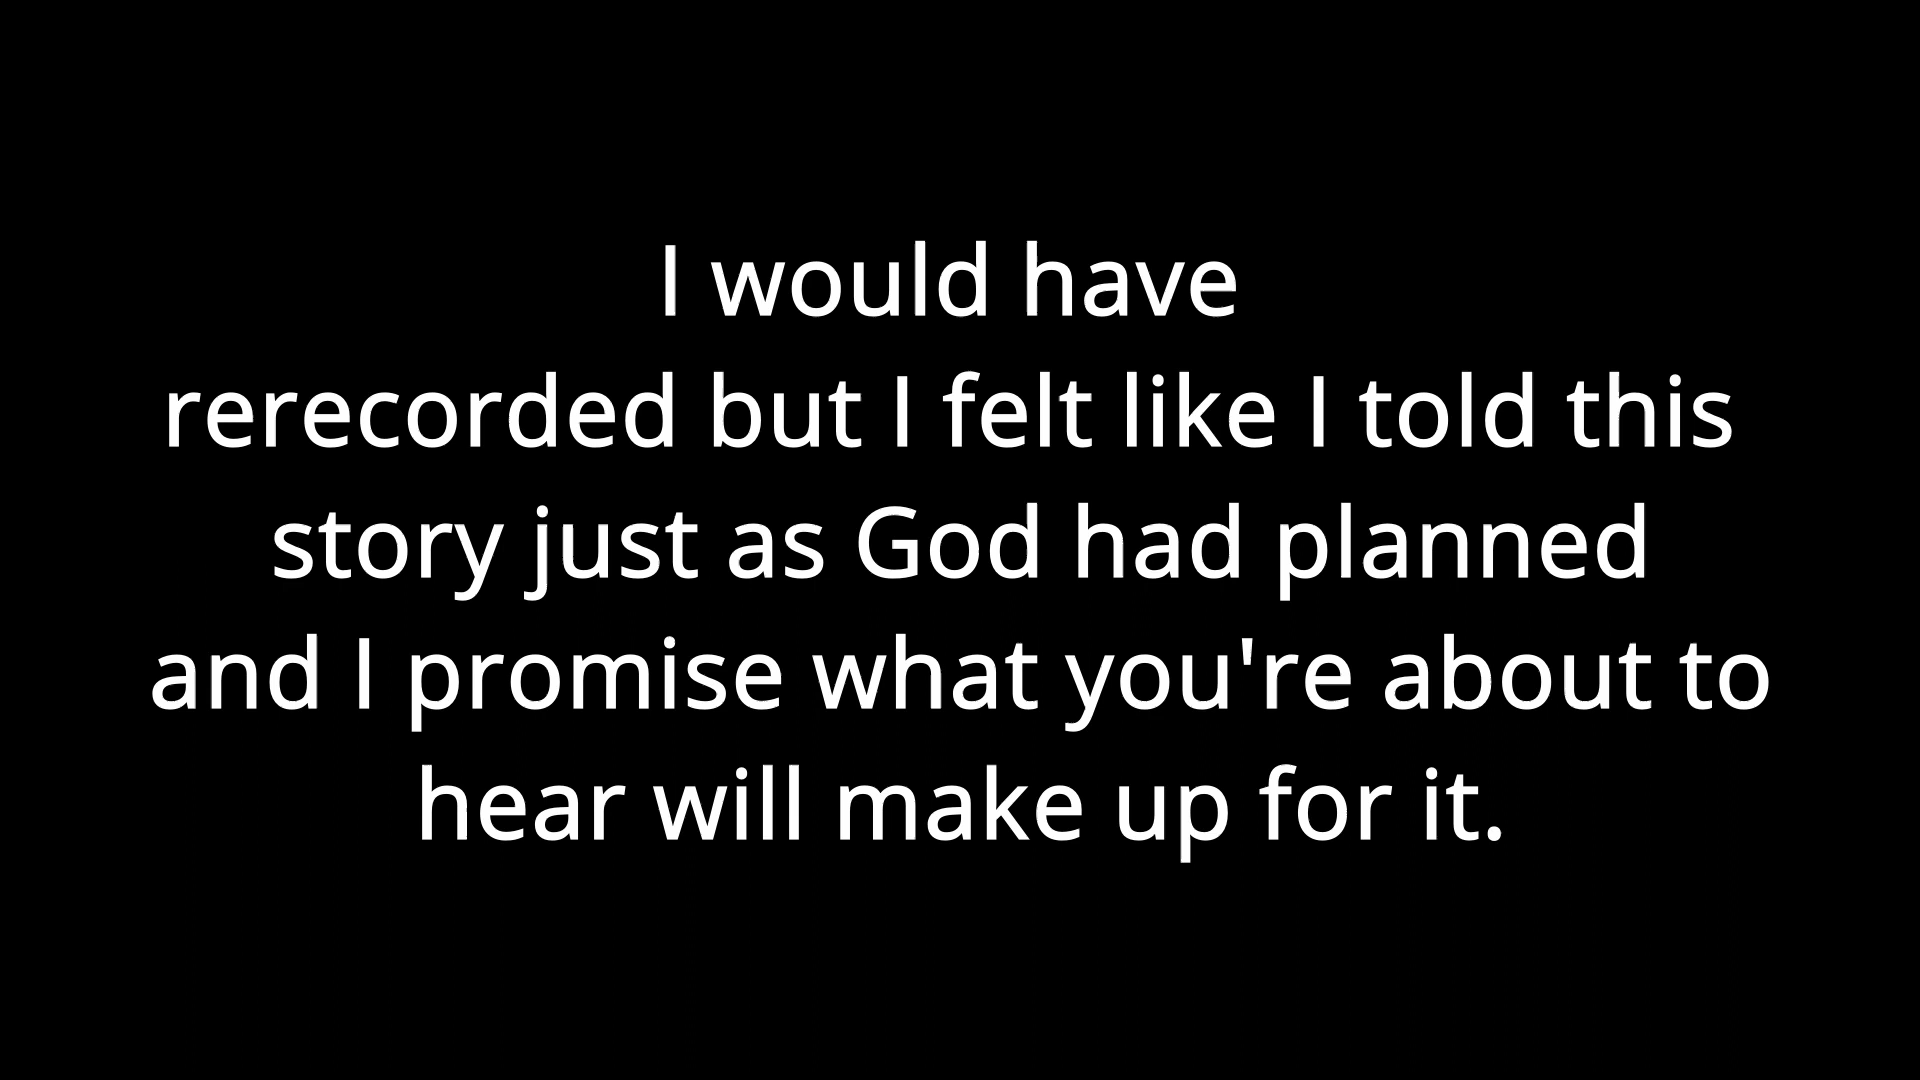 I would have
rerecorded but I felt like I told this
story just as God had planned
and I promise what you're about to
hear will make up for it.